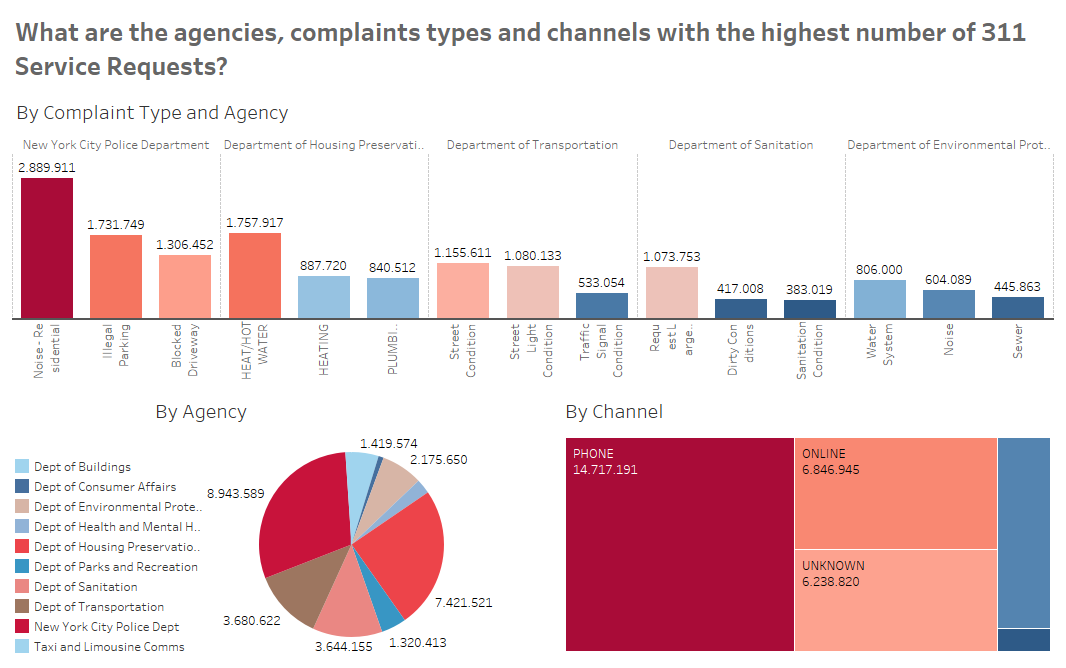 What are the agencies, complaints types and channels with the highest number of 311
Service Requests?
By Complaint Type and Agency
New York City Police Department
Department of Housing Preservati..
Department of Transportation
Department of Sanitation
Department of Environmental Prot..
2.889.911
1.731.749
1.306.452
1.757.917
887.720
840.512
1.155.611
1.080.133
533.054
1.073.753
417.008
383.019
806.000
604.089
445.863
Noise - Re
sidential
Illegal
Parking
Blocked
Driveway
HEAT/HOT
WATER
HEATING
PLUMBI..
Street
Condition
Street
Light
Condition
Traffic
Signal
Condition
Requ
est L
arge..
Dirty Con
ditions
Sanitation
Condition
Water
System
Noise
Sewer
By Agency
Dept of Buildings
Dept of Consumer Affairs
Dept of Environmental Prote..
Dept of Health and Mental H..
Dept of Housing Preservatio..
Dept of Parks and Recreation
Dept of Sanitation
Dept of Transportation
New York City Police Dept
Taxi and Limousine Comms
1.419.574
2.175.650
8.943.589
7.421.521
3.680.622
3.644.155
1.320.413
By Channel
PHONE
14.717.191
ONLINE
6.846.945
UNKNOWN
6.238.820